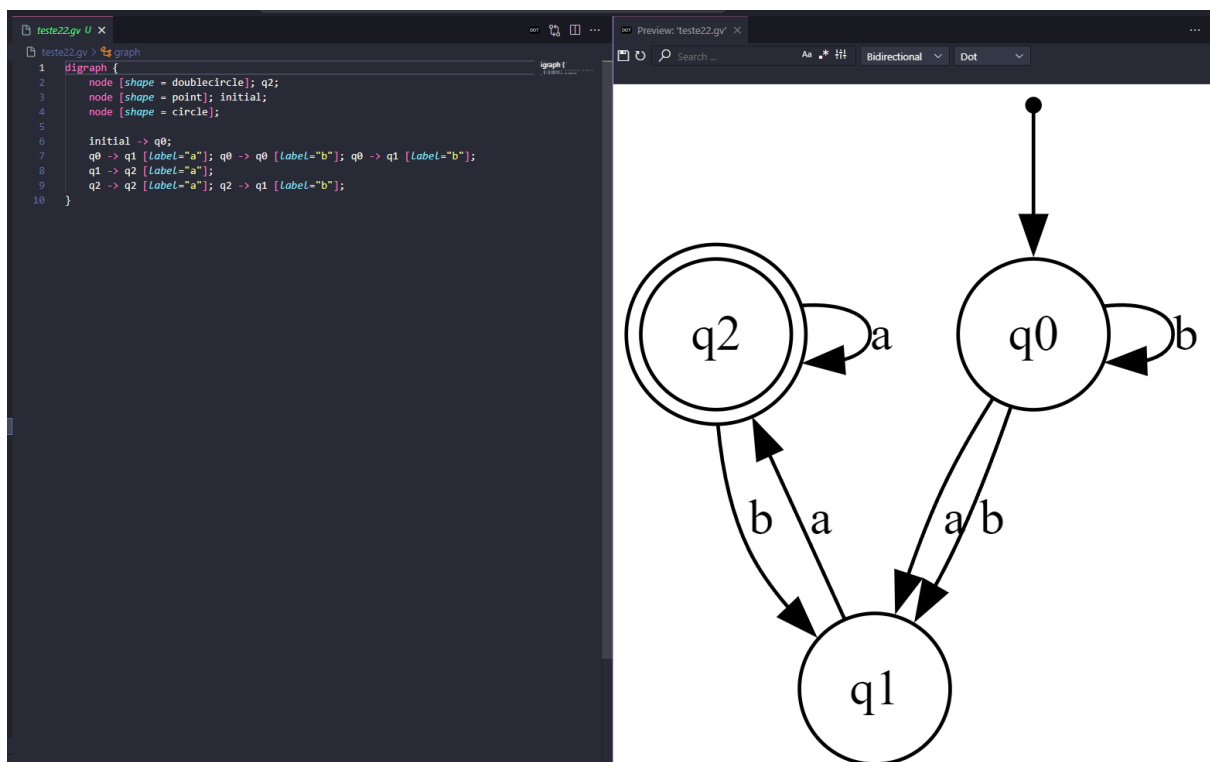 teste22.gv U
teste22.gv > graph
1 digraph {
2 node [shape = doublecircle]; q2;
3 node [shape = point]; initial;
4 node [shape = circle];
5
6 initial -> q0;
7 q0 -> q1 [label="a"]; q0 -> q0 [label="b"]; q0 -> q1 [label="b"];
8 q1 -> q2 [label="a"];
9 q2 -> q2 [label="a"]; q2 -> q1 [label="b"];
10 }
Preview: 'teste22.gv'
Search ... Aa Bidirectional Dot
q2 a q0 b
b a a b
q1